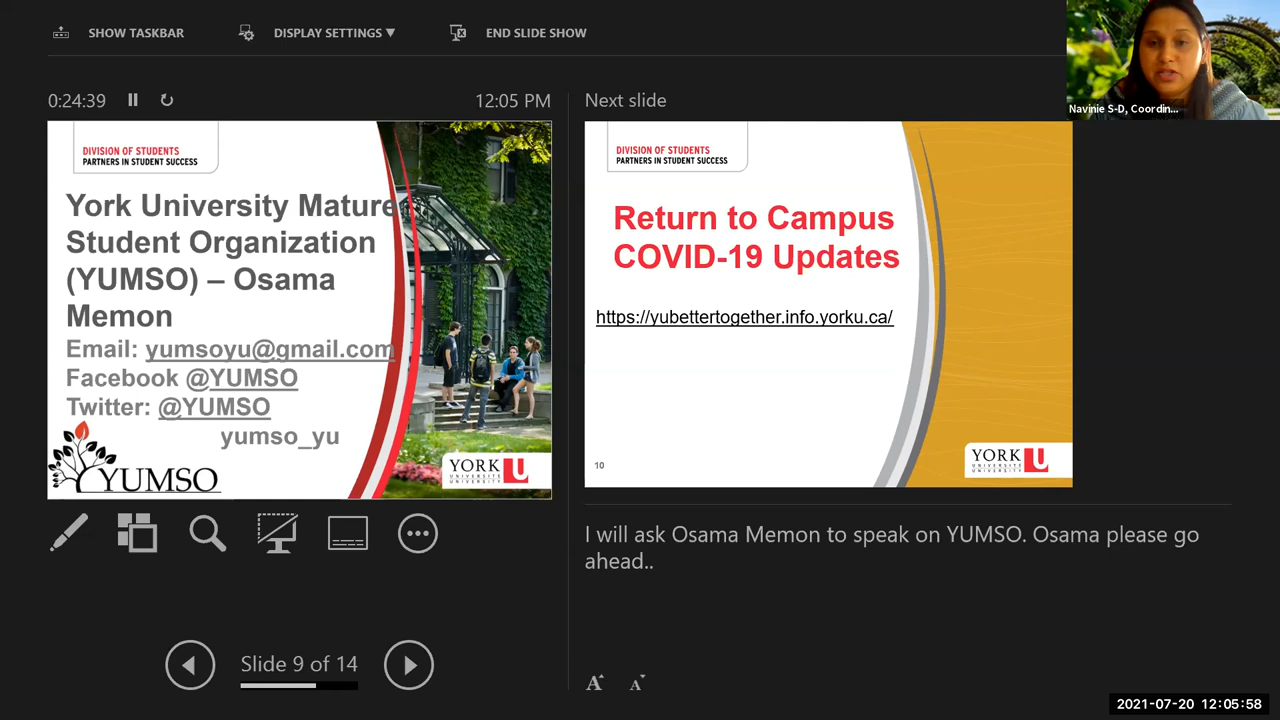 SHOW TASKBAR
DISPLAY SETTINGS ▼
END SLIDE SHOW
Navinie S-D, Coordin...
0:24:39
12:05 PM
DIVISION OF STUDENTS
PARTNERS IN STUDENT SUCCESS
York University Mature
Student Organization
(YUMSO) – Osama
Memon
Email: yumsoyu@gmail.com
Facebook @YUMSO
Twitter: @YUMSO
yumso_yu
YUMSO
YORK U
UNIVERSITÉ
UNIVERSITY
Slide 9 of 14
Next slide
DIVISION OF STUDENTS
PARTNERS IN STUDENT SUCCESS
Return to Campus
COVID-19 Updates
https://yubettertogether.info.yorku.ca/
10
YORK U
UNIVERSITÉ
UNIVERSITY
I will ask Osama Memon to speak on YUMSO. Osama please go
ahead..
A A
2021-07-20 12:05:58